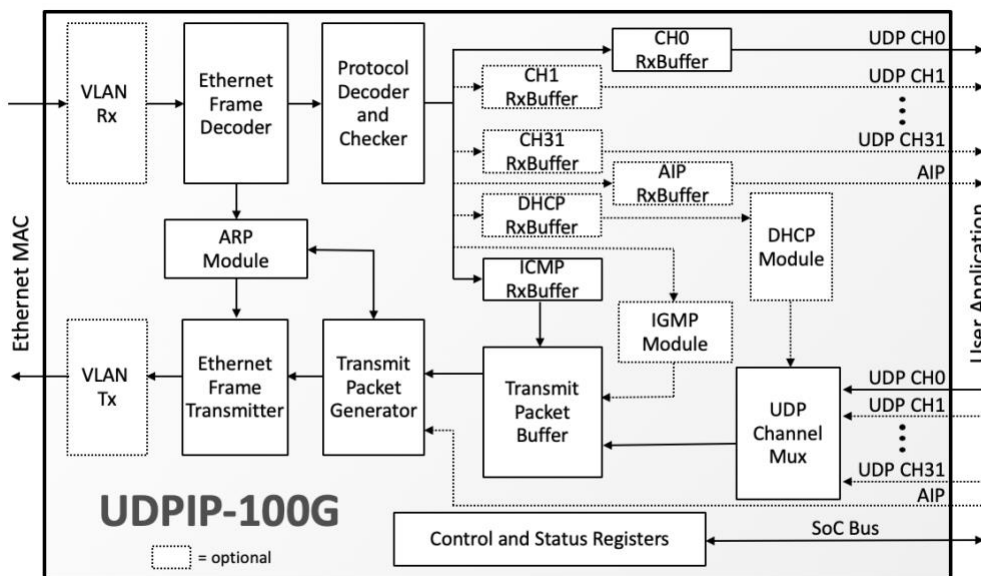 CH0
RxBuffer
UDP CH0
VLAN
Rx
Ethernet
Frame
Decoder
Protocol
Decoder
and
Checker
CH1
RxBuffer
UDP CH1
CH31
RxBuffer
UDP CH31
AIP
RxBuffer
AIP
DHCP
RxBuffer
DHCP
Module
ARP
Module
ICMP
RxBuffer
IGMP
Module
Ethernet MAC
User Application
VLAN
Tx
Ethernet
Frame
Transmitter
Transmit
Packet
Generator
Transmit
Packet
Buffer
UDP
Channel
Mux
UDP CH0
UDP CH1
UDP CH31
AIP
UDPIP-100G
= optional
Control and Status Registers
SoC Bus